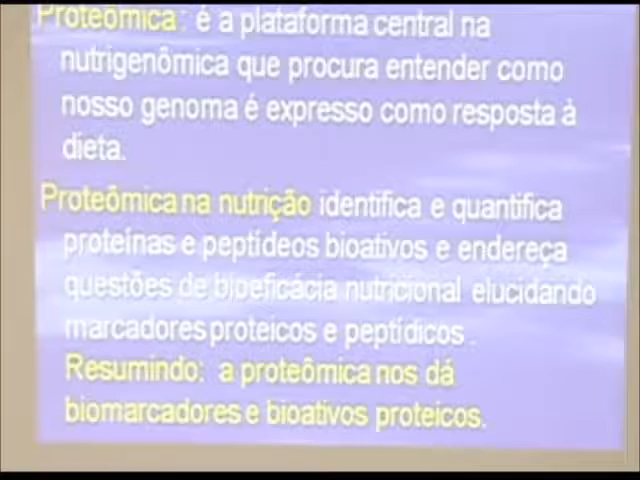 Proteômica : é a plataforma central na
nutrigenômica que procura entender como
nosso genoma é expresso como resposta à
dieta.
Proteômica na nutrição identifica e quantifica
proteínas e peptídeos bioativos e endereça
questões de bioeficácia nutricional elucidando
marcadores proteicos e peptídicos .
Resumindo: a proteômica nos dá
biomarcadores e bioativos proteicos.